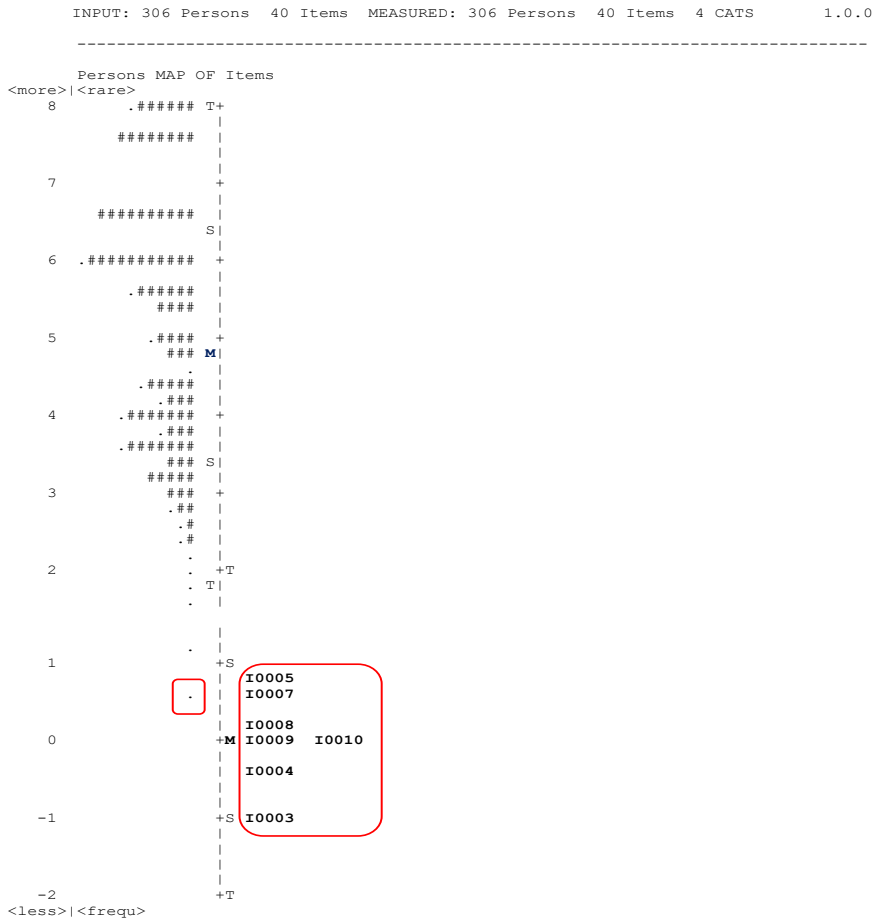 INPUT: 306 Persons 40 Items MEASURED: 306 Persons 40 Items 4 CATS 1.0.0
--------------------------------------------------------------------------------
Persons MAP OF Items
<more>|<rare>
8 .###### T+
|
######## |
|
|
7 +
|
########## |
S|
|
6 .########### +
|
.###### |
#### |
|
5 .#### +
### M|
. |
.##### |
.### |
4 .####### +
.### |
.####### |
### S|
##### |
3 ### +
.## |
.# |
.# |
. |
2 . +T
. T|
. |
|
. |
1 +S
| I0005
. | I0007
|
| I0008
0 +M I0009 I0010
|
| I0004
|
|
-1 +S I0003
|
|
|
|
-2 +T
<less>|<frequ>